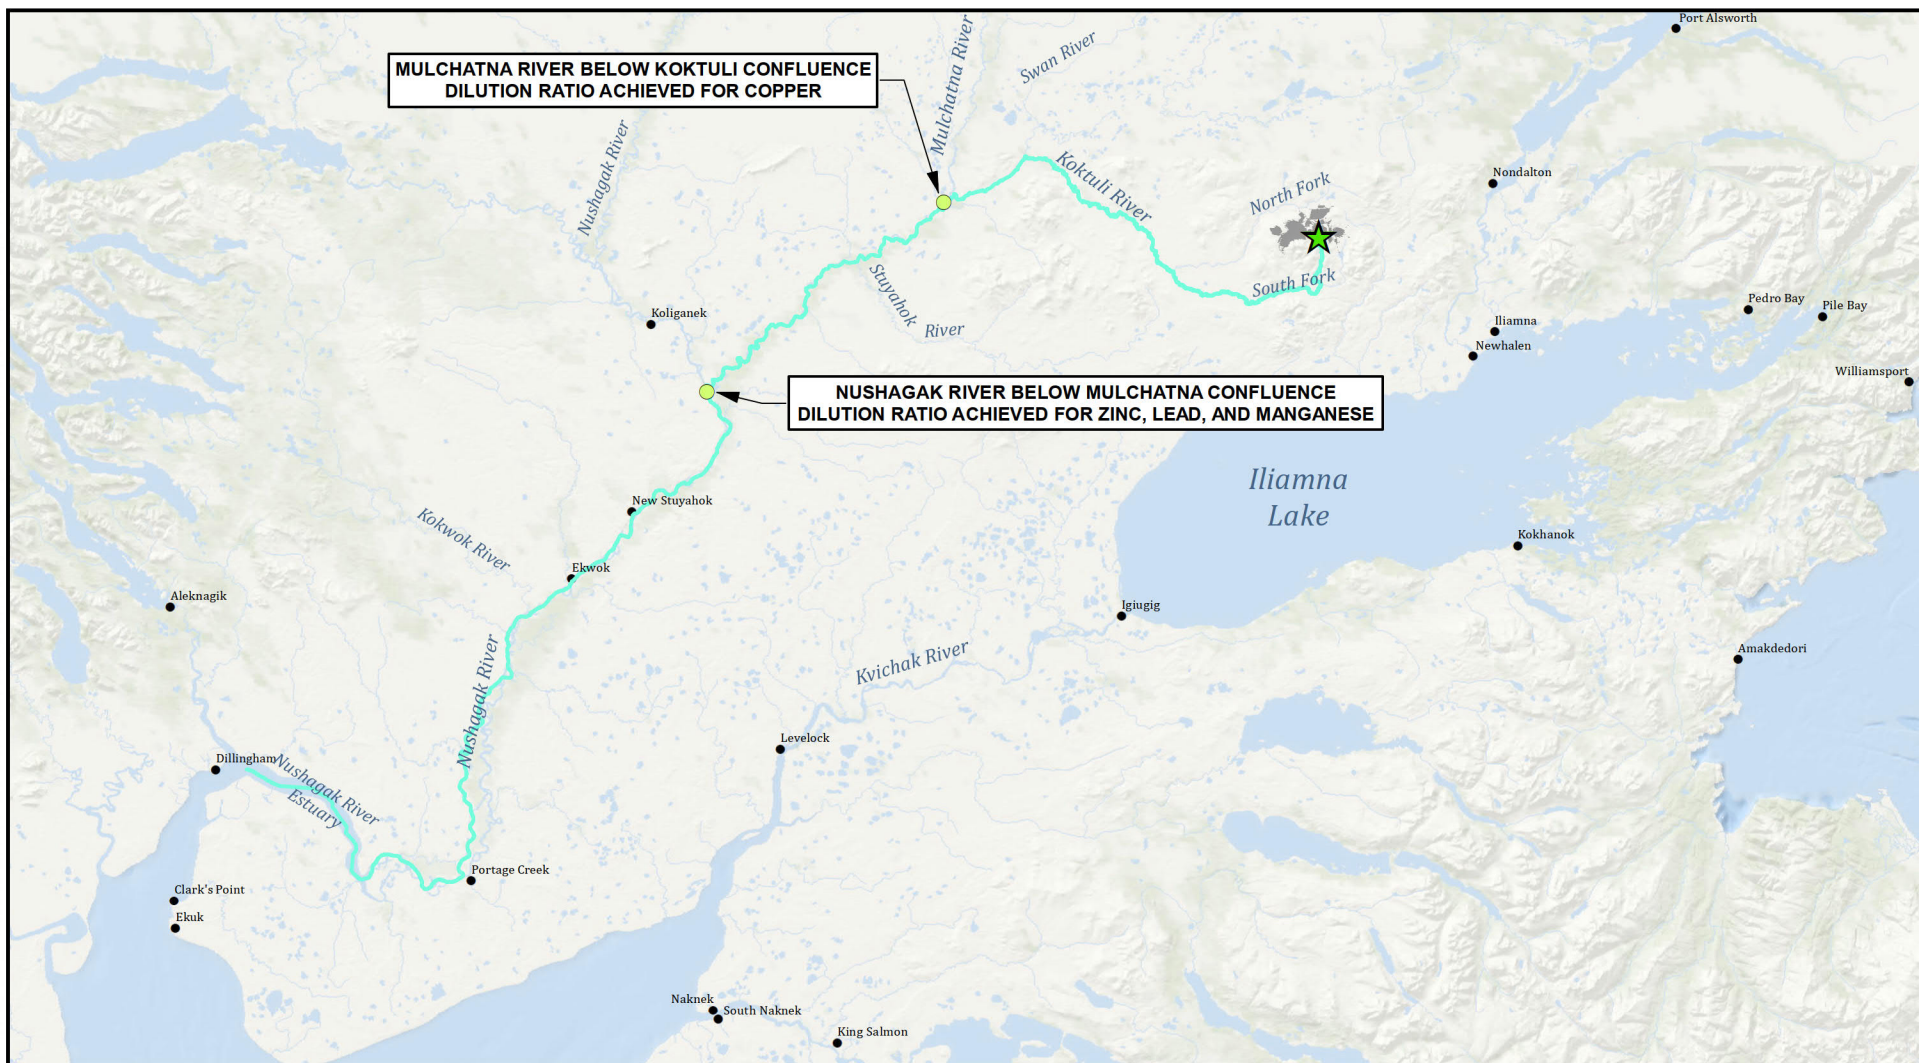 Port Alsworth
MULCHATNA RIVER BELOW KOKTULI CONFLUENCE
DILUTION RATIO ACHIEVED FOR COPPER
Mulchatna River
Swan River
Nushagak River
Koktuli River
North Fork
Nondalton
South Fork
Stuyahok
River
Koliganek
Pedro Bay
Pile Bay
Iliamna
Newhalen
Williamsport
NUSHAGAK RIVER BELOW MULCHATNA CONFLUENCE
DILUTION RATIO ACHIEVED FOR ZINC, LEAD, AND MANGANESE
Iliamna
Lake
New Stuyahok
Kokwok River
Kokhanok
Ekwok
Aleknagik
Igiugig
Nushagak River
Kvichak River
Amakdedori
Levelock
Dillingham
Nushagak River
Estuary
Portage Creek
Clark's Point
Ekuk
Naknek
South Naknek
King Salmon